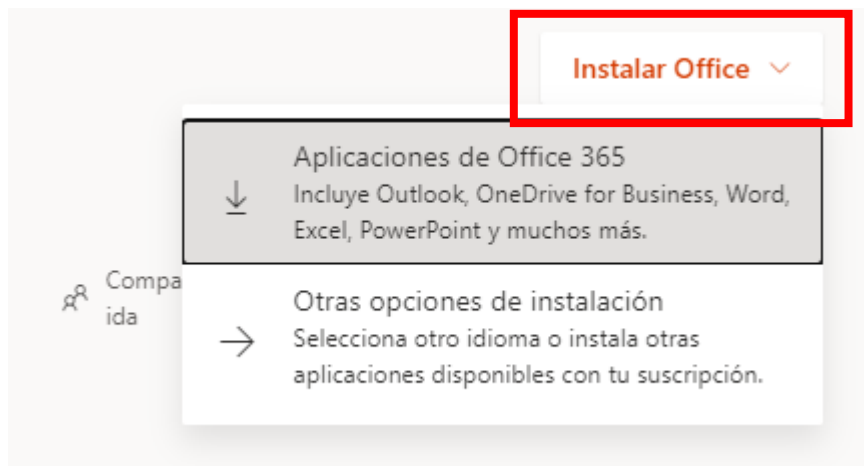 Instalar Office
Aplicaciones de Office 365
Incluye Outlook, OneDrive for Business, Word,
Excel, PowerPoint y muchos más.
Compa
ida
Otras opciones de instalación
Selecciona otro idioma o instala otras
aplicaciones disponibles con tu suscripción.